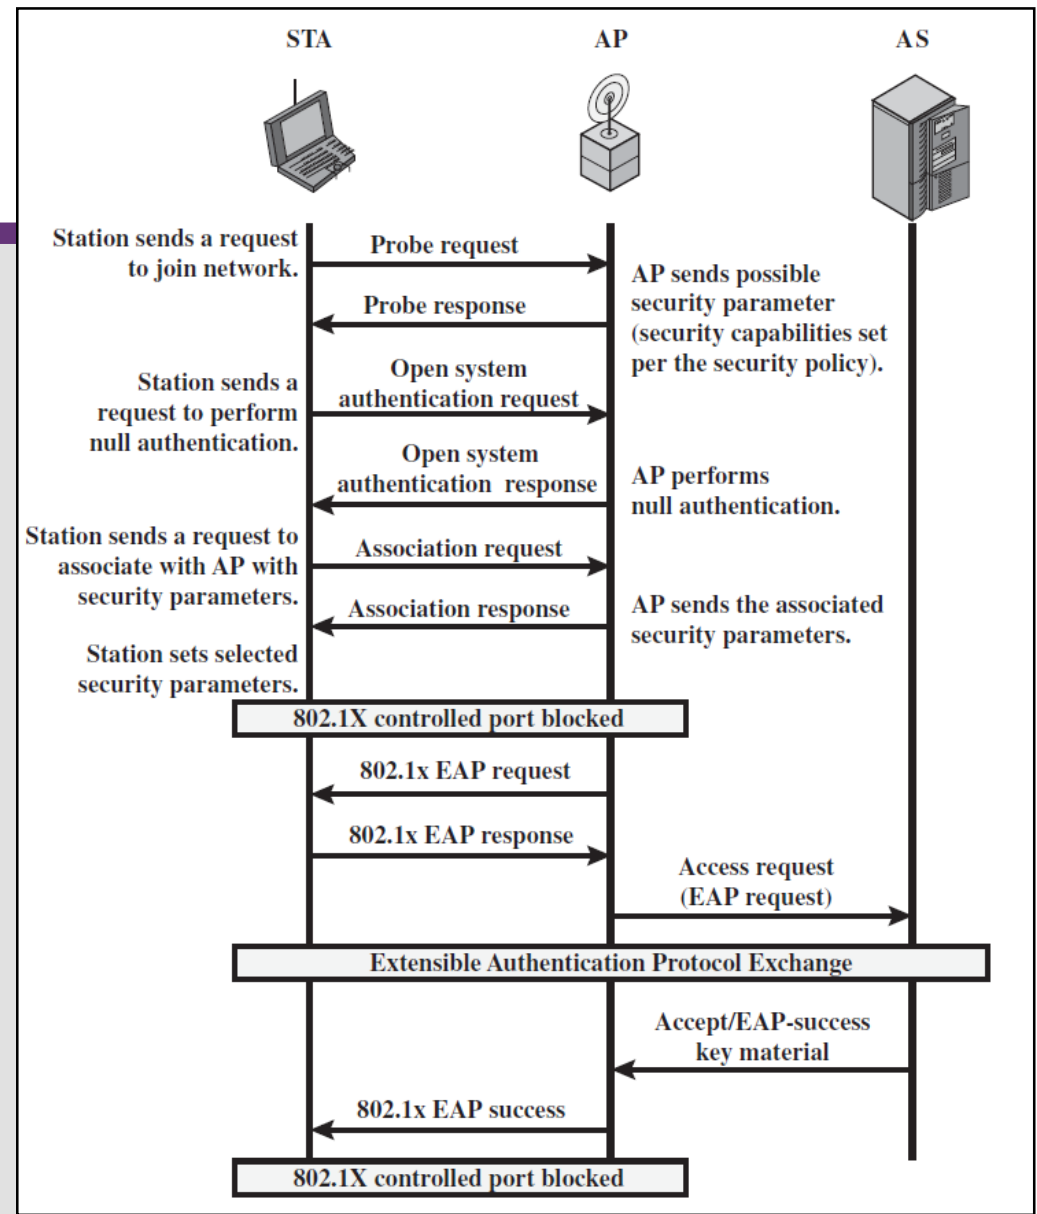 STA
AP
AS
Station sends a request
to join network.
Probe request
AP sends possible
security parameter
(security capabilities set
per the security policy).
Probe response
Station sends a
request to perform
null authentication.
Open system
authentication request
Open system
authentication response
AP performs
null authentication.
Station sends a request to
associate with AP with
security parameters.
Association request
Association response
AP sends the associated
security parameters.
Station sets selected
security parameters.
802.1X controlled port blocked
802.1x EAP request
802.1x EAP response
Access request
(EAP request)
Extensible Authentication Protocol Exchange
Accept/EAP-success
key material
802.1x EAP success
802.1X controlled port blocked